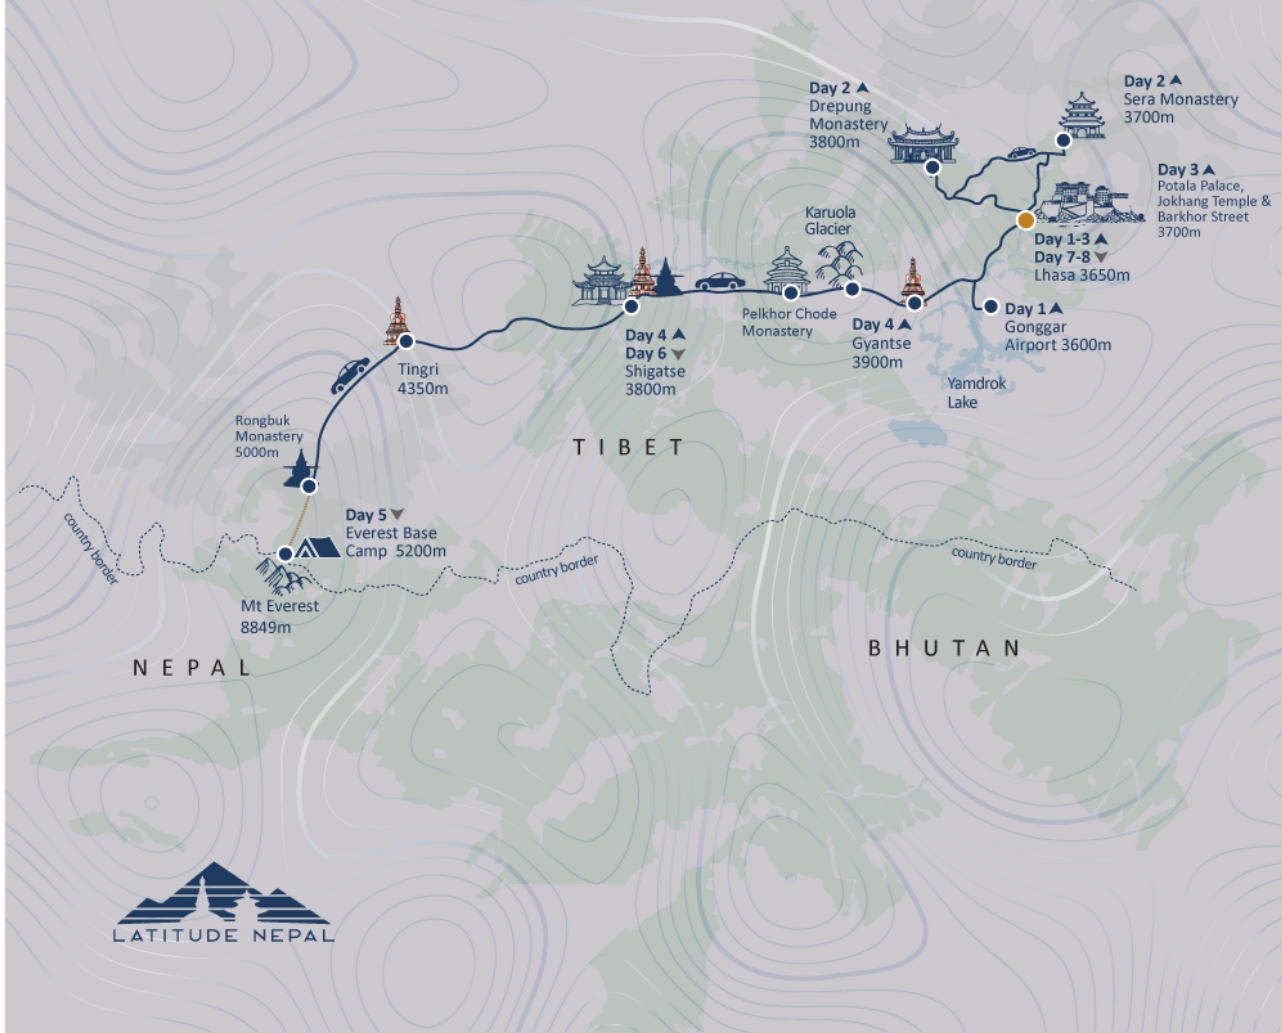 Day 2
Drepung
Monastery
3800m
Day 2
Sera Monastery
3700m
Day 3
Potala Palace,
Jokhang Temple &
Barkhor Street
3700m
Karuola
Glacier
Day 1-3
Day 7-8
Lhasa 3650m
Day 1
Gonggar
Airport 3600m
Pelkhor Chode
Monastery
Day 4
Gyantse
3900m
Day 4
Day 6
Shigatse
3800m
Yamdrok
Lake
Tingri
4350m
Rongbuk
Monastery
5000m
TIBET
Day 5
Everest Base
Camp 5200m
country border
country border
country border
Mt Everest
8849m
NEPAL
BHUTAN
LATITUDE NEPAL